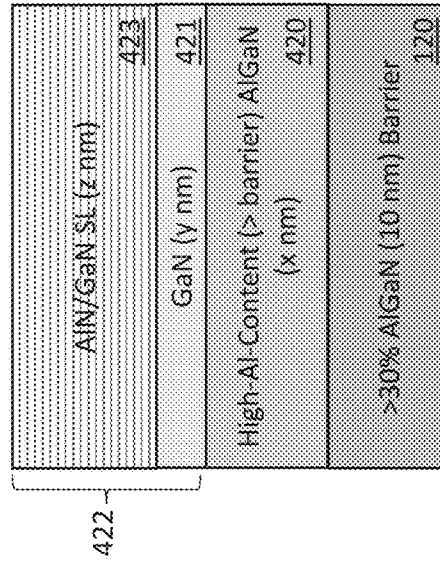 AlN/GaN SL (z nm)
423
GaN (y nm)
421
422
High-Al Content (> barrier) AlGaN
(x nm)
420
>30% AlGaN (10 nm) Barrier
120